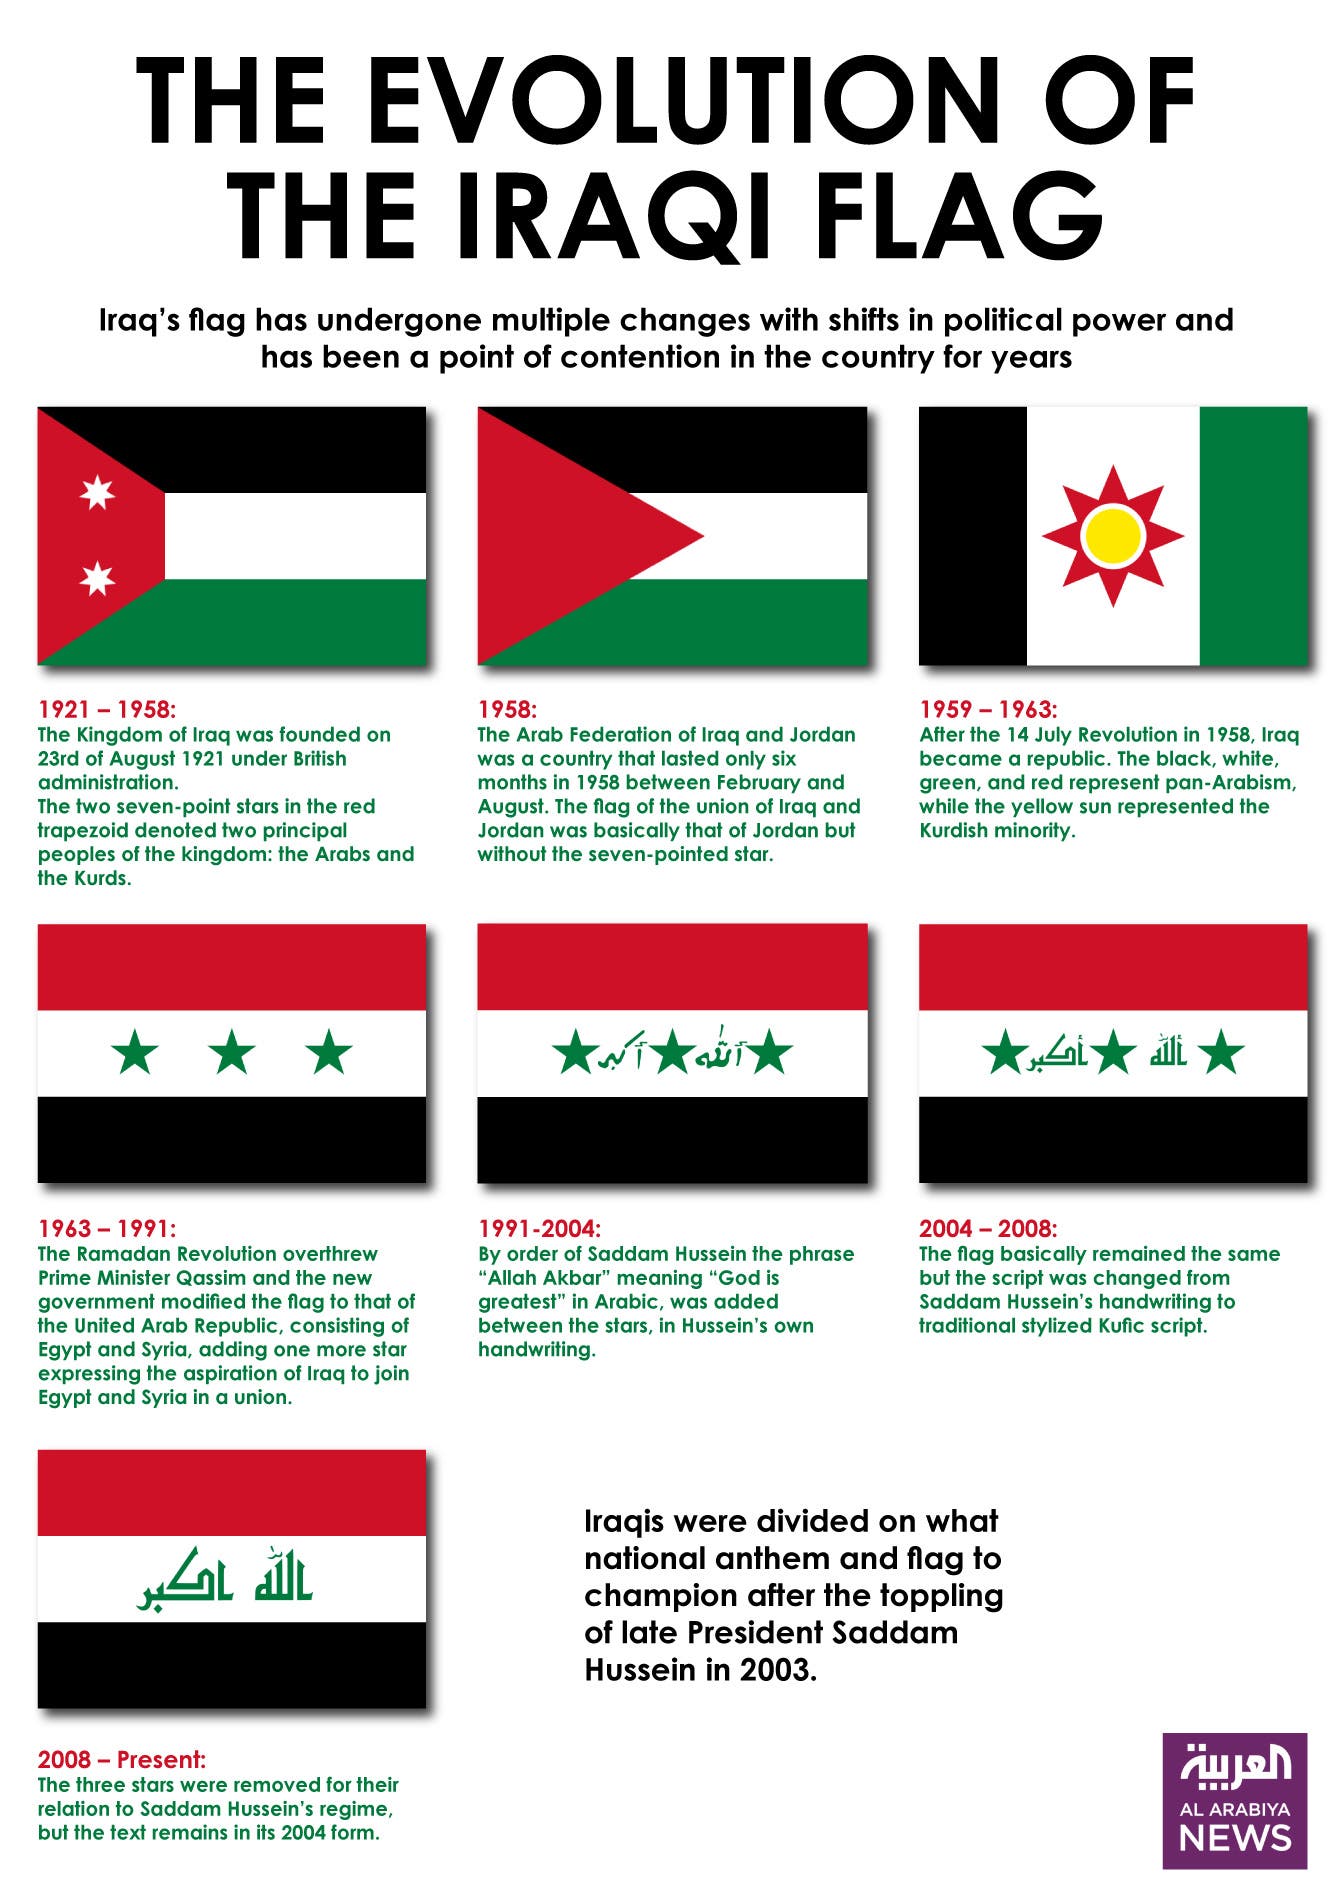 THE EVOLUTION OF
THE IRAQI FLAG
Iraq’s flag has undergone multiple changes with shifts in political power and
has been a point of contention in the country for years
1921 – 1958:
The Kingdom of Iraq was founded on
23rd of August 1921 under British
administration.
The two seven-point stars in the red
trapezoid denoted two principal
peoples of the kingdom: the Arabs and
the Kurds.
1958:
The Arab Federation of Iraq and Jordan
was a country that lasted only six
months in 1958 between February and
August. The flag of the union of Iraq and
Jordan was basically that of Jordan but
without the seven-pointed star.
1959 – 1963:
After the 14 July Revolution in 1958, Iraq
became a republic. The black, white,
green, and red represent pan-Arabism,
while the yellow sun represented the
Kurdish minority.
1963 – 1991:
The Ramadan Revolution overthrew
Prime Minister Qassim and the new
government modified the flag to that of
the United Arab Republic, consisting of
Egypt and Syria, adding one more star
expressing the aspiration of Iraq to join
Egypt and Syria in a union.
الله اكبر
1991-2004:
By order of Saddam Hussein the phrase
“Allah Akbar” meaning “God is
greatest” in Arabic, was added
between the stars, in Hussein’s own
handwriting.
ألله أكبر
2004 – 2008:
The flag basically remained the same
but the script was changed from
Saddam Hussein’s handwriting to
traditional stylized Kufic script.
الله اكبر
2008 – Present:
The three stars were removed for their
relation to Saddam Hussein’s regime,
but the text remains in its 2004 form.
Iraqis were divided on what
national anthem and flag to
champion after the toppling
of late President Saddam
Hussein in 2003.
العربية
AL ARABIYA
NEWS